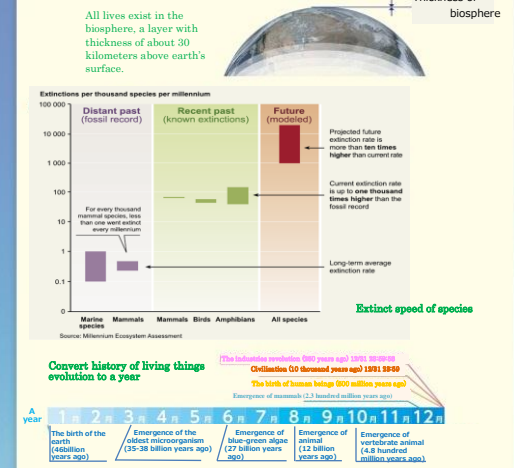 biosphere
All lives exist in the
biosphere, a layer with
thickness of about 30
kilometers above earth's
surface.
Extinctions per thousand species per millennium
100 000
10 000
1 000
100
10
1
0.1
0
Distant past
(fossil record)
Recent past
(known extinctions)
Future
(modeled)
For every thousand
mammal species, less
than one went extinct
every millennium
Projected future
extinction rate is
more than ten times
higher than current rate
Current extinction rate
is up to one thousand
times higher than the
fossil record
Long-term average
extinction rate
Marine
species
Mammals
Mammals
Birds
Amphibians
All species
Source: Millennium Ecosystem Assessment
Extinct speed of species
Convert history of living things
evolution to a year
Civilisation (10 thousand years ago) 12/31 23:59
Emergence of mammals (2.3 hundred million years ago)
A
year
1月 2月 3月 4月 5月 6月 7月 8月 9月 10月 11月 12月
The birth of the
earth
(46billion
years ago)
Emergence of the
oldest microorganism
(35-38 billion years ago)
Emergence of
blue-green algae
(27 billion years
ago)
Emergence of
animal
(12 billion
years ago)
Emergence of
vertebrate animal
(4.8 hundred
million years ago)